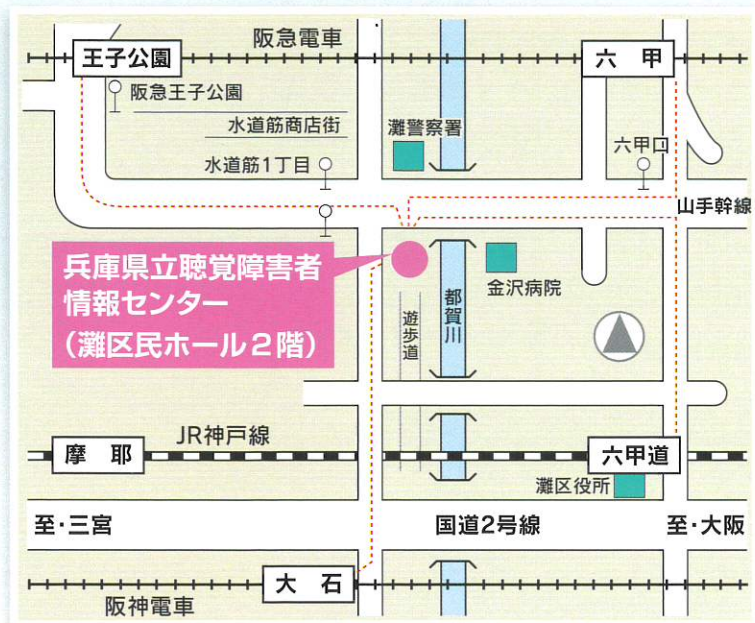 阪急電車
王子公園
六 甲
阪急王子公園
水道筋商店街
灘警察署
水道筋1丁目
六甲口
山手幹線
兵庫県立聴覚障害者
情報センター
(灘区民ホール2階)
金沢病院
都賀川
遊歩道
JR神戸線
摩 耶
六甲道
灘区役所
至・三宮
国道2号線
至・大阪
大 石
阪神電車